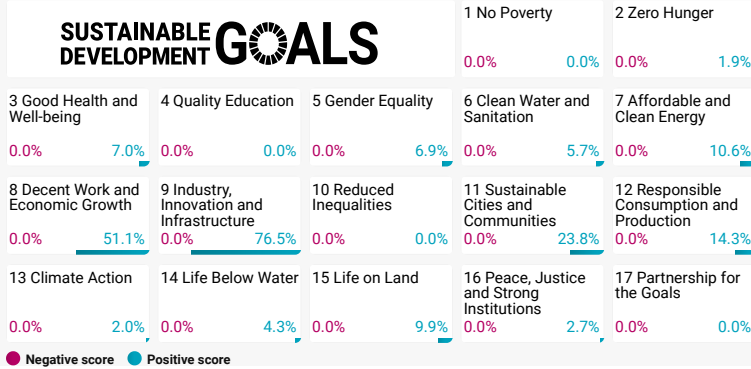 SUSTAINABLE
DEVELOPMENT
GOALS
1 No Poverty
0.0% 0.0%
2 Zero Hunger
0.0% 1.9%
3 Good Health and
Well-being
0.0% 7.0%
4 Quality Education
0.0% 0.0%
5 Gender Equality
0.0% 6.9%
6 Clean Water and
Sanitation
0.0% 5.7%
7 Affordable and
Clean Energy
0.0% 10.6%
8 Decent Work and
Economic Growth
0.0% 51.1%
9 Industry,
Innovation and
Infrastructure
0.0% 76.5%
10 Reduced
Inequalities
0.0% 0.0%
11 Sustainable
Cities and
Communities
0.0% 23.8%
12 Responsible
Consumption and
Production
0.0% 14.3%
13 Climate Action
0.0% 2.0%
14 Life Below Water
0.0% 4.3%
15 Life on Land
0.0% 9.9%
16 Peace, Justice
and Strong
Institutions
0.0% 2.7%
17 Partnership for
the Goals
0.0% 0.0%
Negative score Positive score